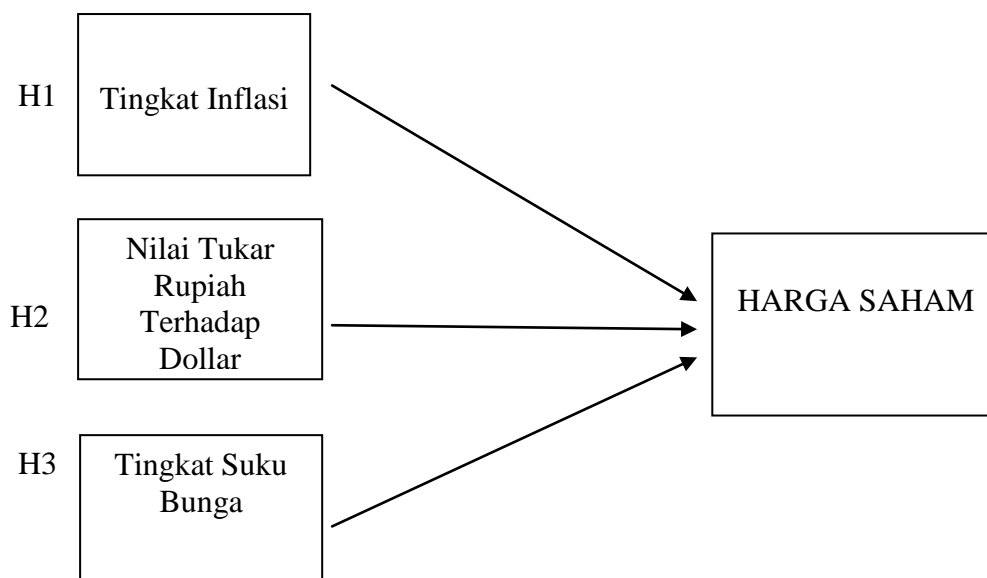 H1
Tingkat Inflasi
H2
Nilai Tukar
Rupiah
Terhadap
Dollar
H3
Tingkat Suku
Bunga
HARGA SAHAM